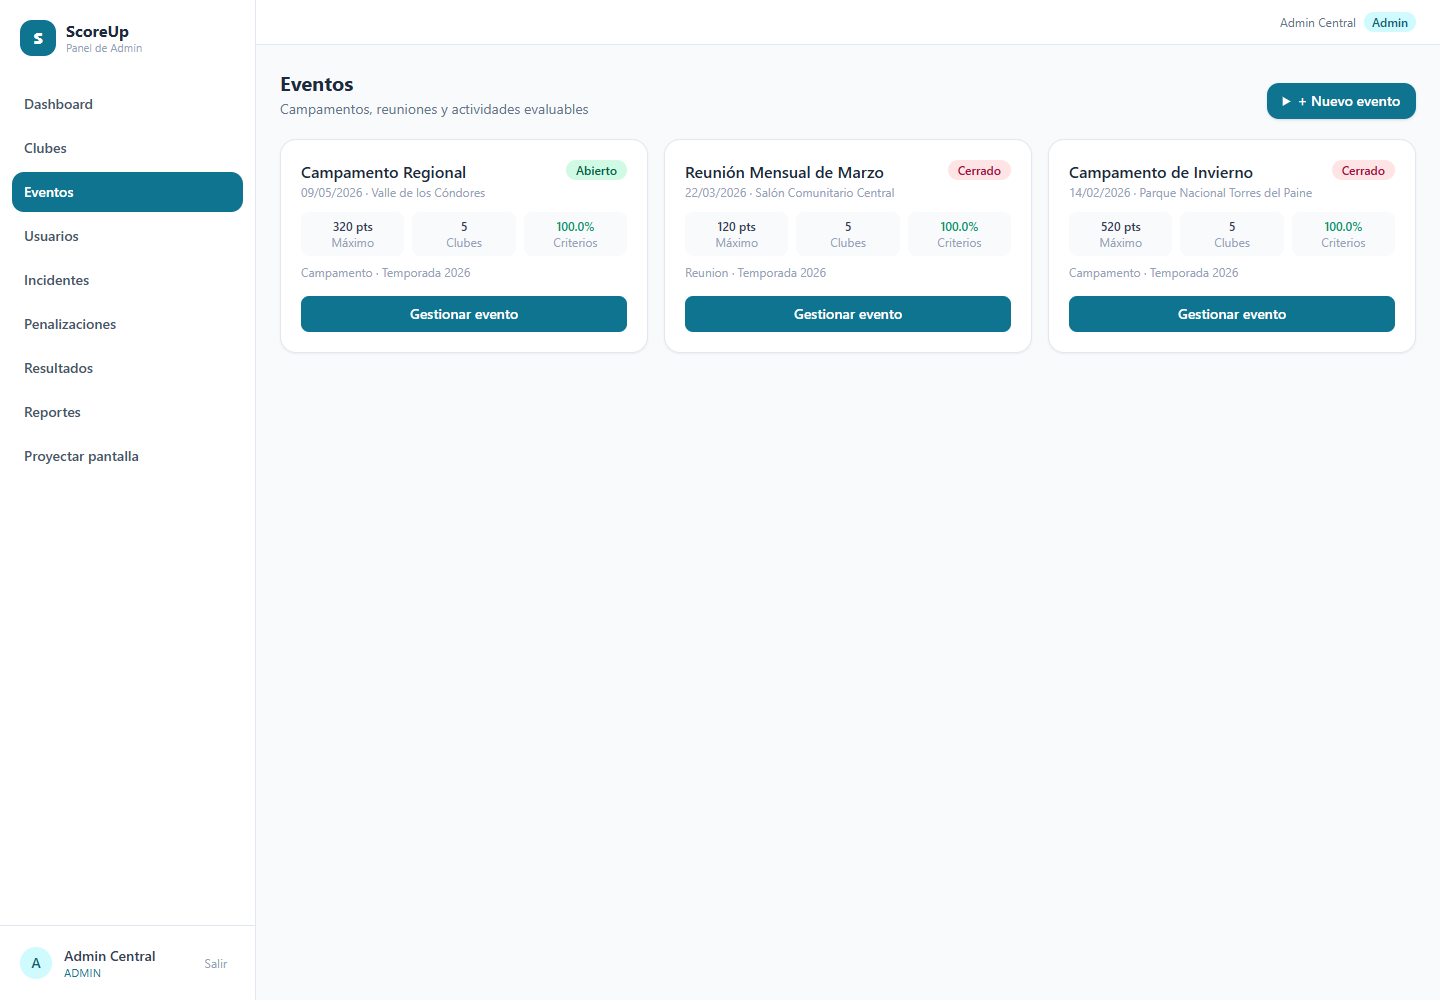 S
ScoreUp
Panel de Admin
Dashboard
Clubes
Eventos
Usuarios
Incidentes
Penalizaciones
Resultados
Reportes
Proyectar pantalla
A
Admin Central
ADMIN
Salir
Admin Central Admin
Eventos
Campamentos, reuniones y actividades evaluables
+ Nuevo evento
Campamento Regional Abierto
09/05/2026 · Valle de los Cóndores
320 pts 5 100.0%
Máximo Clubes Criterios
Campamento · Temporada 2026
Gestionar evento
Reunión Mensual de Marzo Cerrado
22/03/2026 · Salón Comunitario Central
120 pts 5 100.0%
Máximo Clubes Criterios
Reunion · Temporada 2026
Gestionar evento
Campamento de Invierno Cerrado
14/02/2026 · Parque Nacional Torres del Paine
520 pts 5 100.0%
Máximo Clubes Criterios
Campamento · Temporada 2026
Gestionar evento